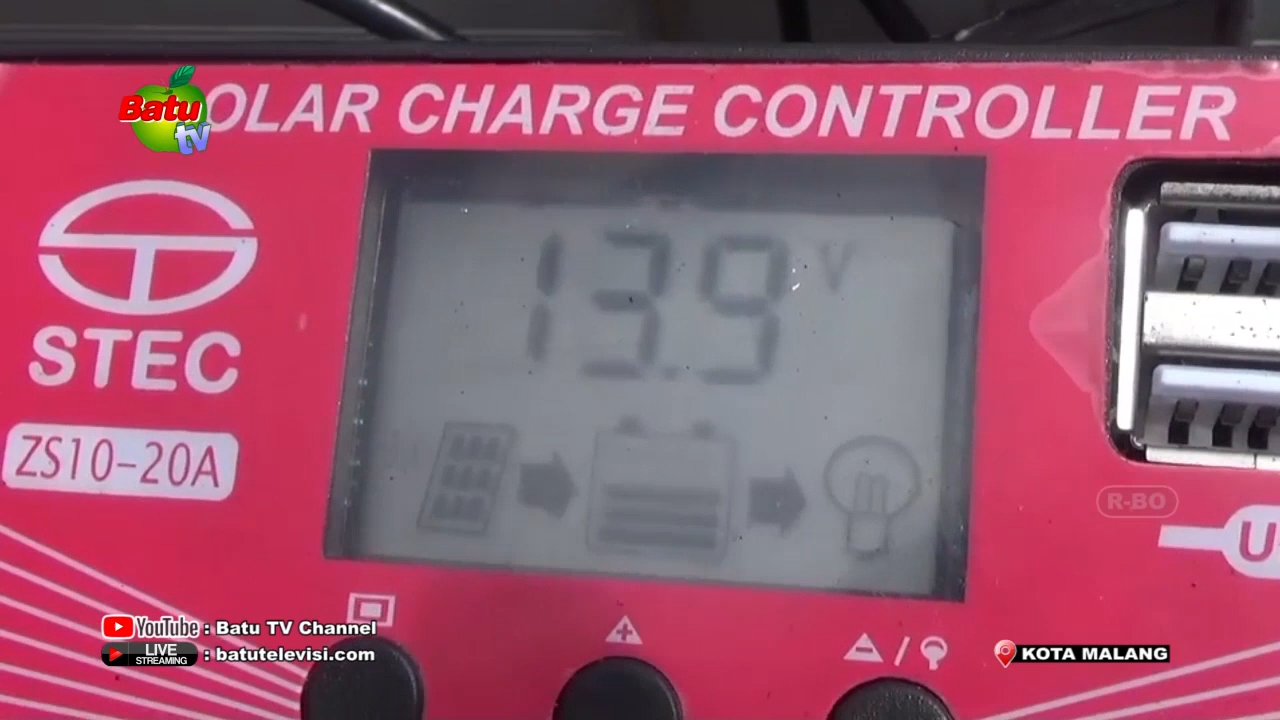 Batu
tv
OLAR CHARGE CONTROLLER
STEC
ZS10-20A
13.9 V
R-BO
U
YouTube : Batu TV Channel
LIVE
STREAMING : batutelevisi.com
KOTA MALANG